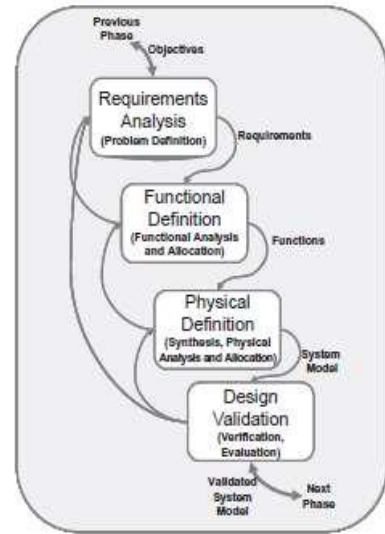 Previous
Phase
Objectives
Requirements
Analysis
(Problem Definition)
Requirements
Functional
Definition
(Functional Analysis
and Allocation)
Functions
Physical
Definition
(Synthesis, Physical
Analysis and Allocation)
System
Model
Design
Validation
(Verification,
Evaluation)
Validated
System
Model
Next
Phase